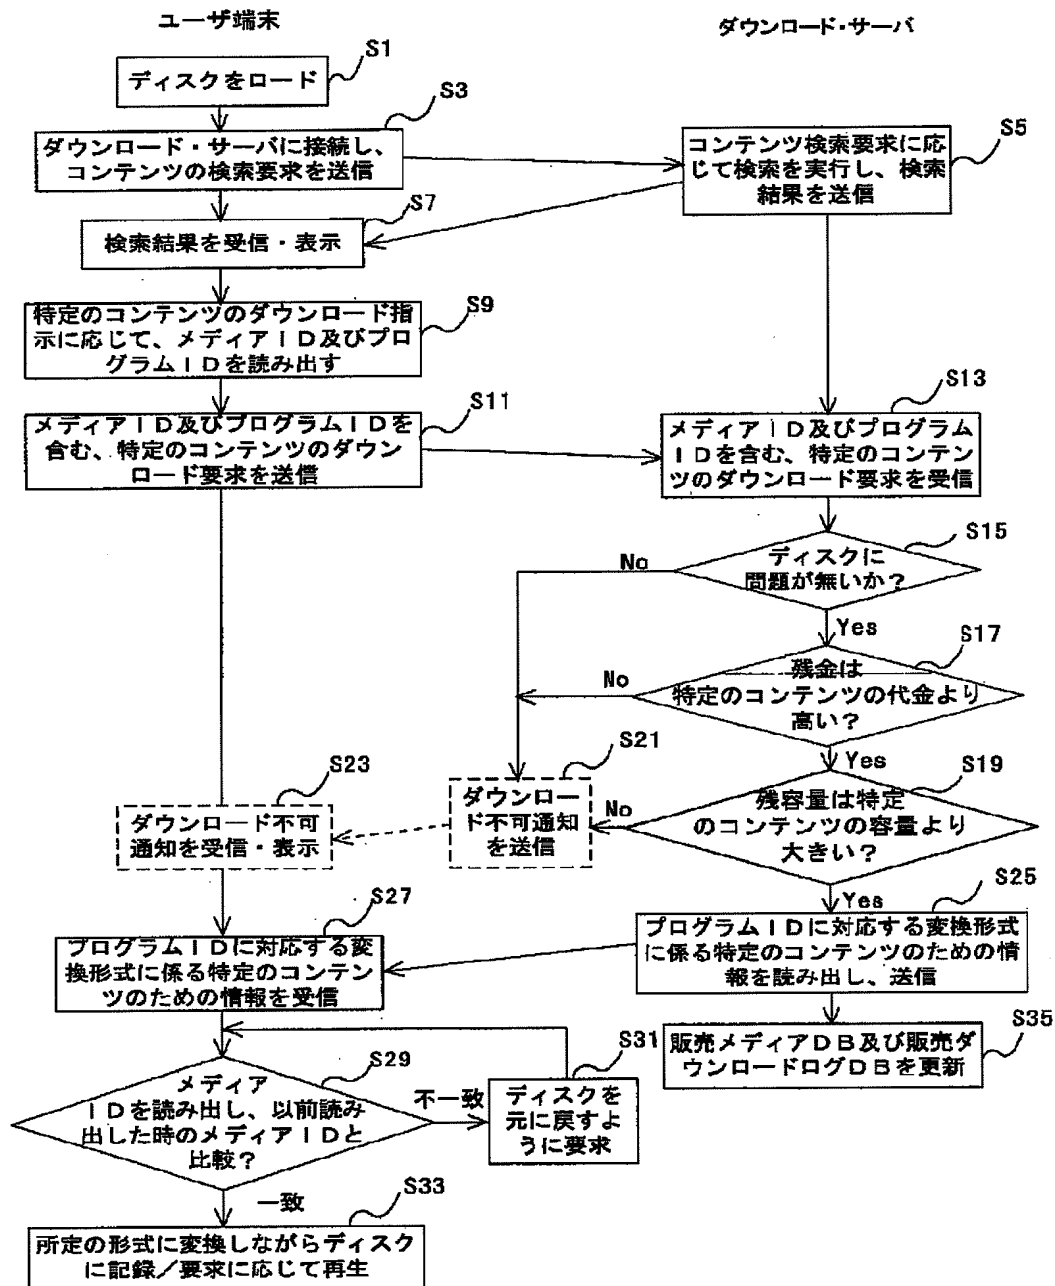 ユーザ端末
ダウンロード・サーバ
S1
ディスクをロード
S3
ダウンロード・サーバに接続し、
コンテンツの検索要求を送信
S5
コンテンツ検索要求に応
じて検索を実行し、検索
結果を送信
S7
検索結果を受信・表示
S9
特定のコンテンツのダウンロード指
示に応じて、メディアID及びプロ
グラムIDを読み出す
S11
メディアID及びプログラムIDを
含む、特定のコンテンツのダウン
ロード要求を送信
S13
メディアID及びプログラム
IDを含む、特定のコンテン
ツのダウンロード要求を受信
S15
ディスクに
問題が無いか?
No
Yes
S17
残金は
特定のコンテンツの代金より
高い?
No
Yes
S19
残容量は特定
のコンテンツの容量より
大きい?
No
Yes
S21
ダウンロー
ド不可通知
を送信
S23
ダウンロード不可
通知を受信・表示
S25
プログラムIDに対応する変換形式
に係る特定のコンテンツのための情
報を読み出し、送信
S27
プログラムIDに対応する変
換形式に係る特定のコンテン
ツのための情報を受信
S35
販売メディアDB及び販売ダ
ウンロードログDBを更新
S29
メディア
IDを読み出し、以前読み
出した時のメディアIDと
比較?
不一致
S31
ディスクを
元に戻すよ
うに要求
一致
S33
所定の形式に変換しながらディスク
に記録/要求に応じて再生